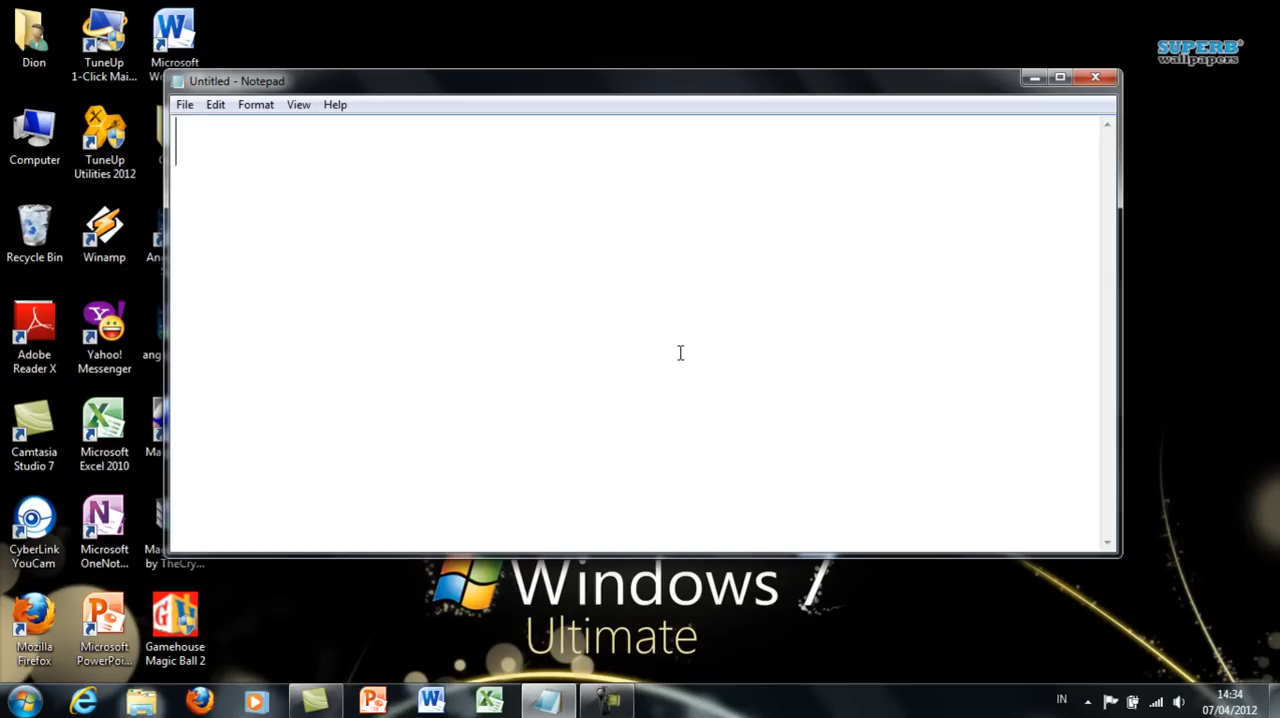 Dion
TuneUp
1-Click Mai...
Microsoft
SUPERB
wallpapers
Untitled - Notepad
File Edit Format View Help
Computer
TuneUp
Utilities 2012
Recycle Bin
Winamp
Adobe
Reader X
Yahoo!
Messenger
Camtasia
Studio 7
Microsoft
Excel 2010
CyberLink
YouCam
Microsoft
OneNot...
by TheCry...
Mozilla
Firefox
Microsoft
PowerPoi...
Gamehouse
Magic Ball 2
Windows 7
Ultimate
IN
14:34
07/04/2012